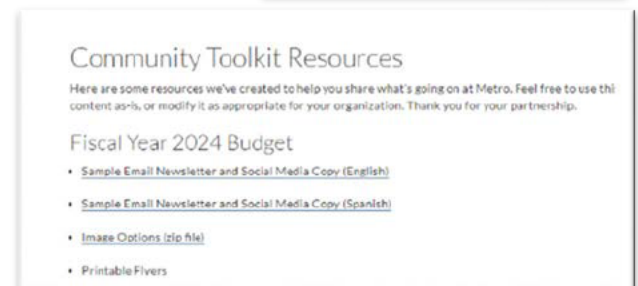 Community Toolkit Resources
Here are some resources we've created to help you share what's going on at Metro. Feel free to use thi
content as-is, or modify it as appropriate for your organization. Thank you for your partnership.
Fiscal Year 2024 Budget
• Sample Email Newsletter and Social Media Copy (English)
• Sample Email Newsletter and Social Media Copy (Spanish)
• Image Options (zip file)
• Printable Flyers